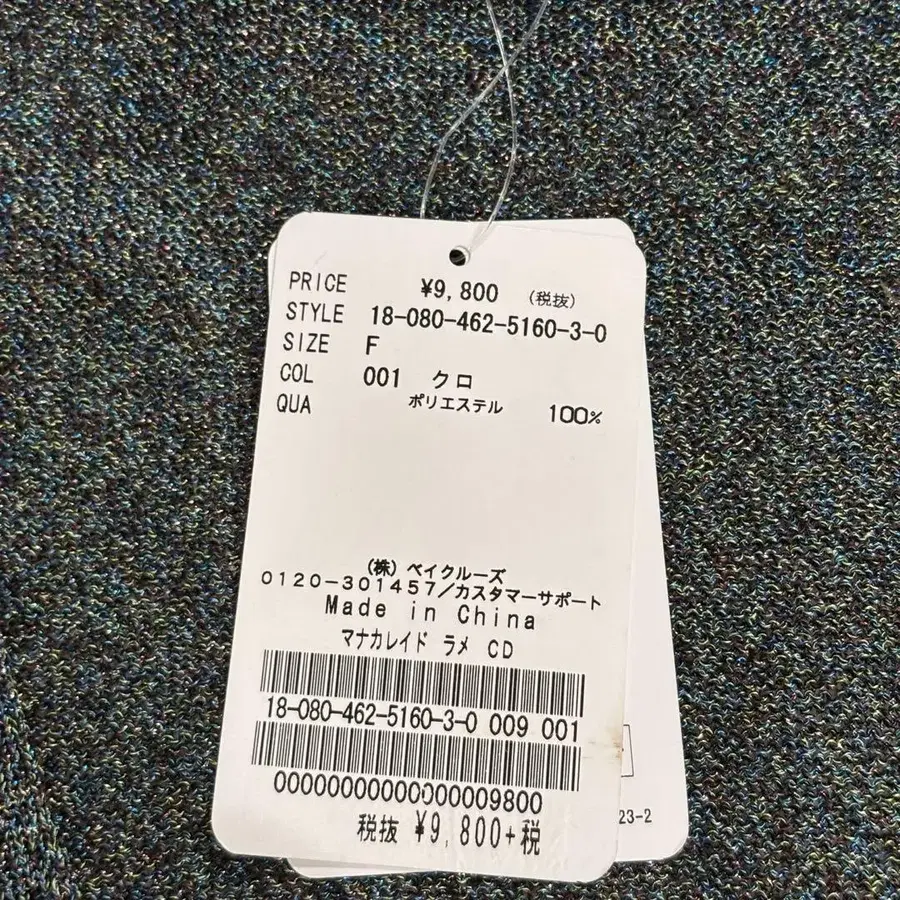 PRICE ¥9,800 (税抜)
STYLE 18-080-462-5160-3-0
SIZE F
COL 001 クロ
QUA ポリエステル 100%
(株) ベイクルーズ
0120-301457/カスタマーサポート
Made in China
マナカレイド ラメ CD
18-080-462-5160-3-0 009 001
00000000000000009800
税抜 ¥9,800+税
23-2